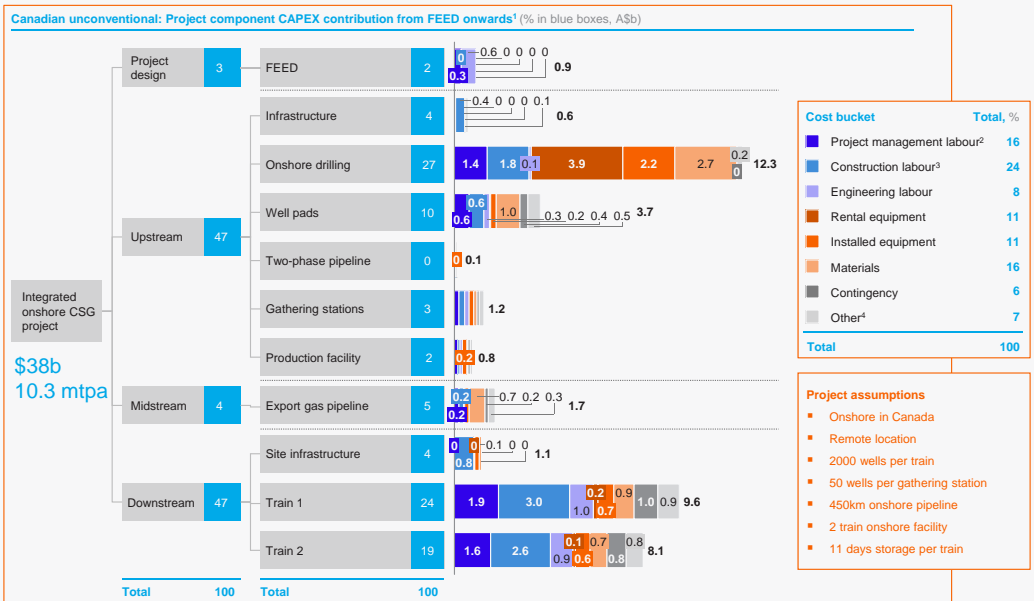 Canadian unconventional: Project component CAPEX contribution from FEED onwards¹ (% in blue boxes, A$b)
Integrated
onshore CSG
project
$38b
10.3 mtpa
Project
design
3
FEED
2
0
0.3
0.6 0 0 0
0.9
Upstream
47
Infrastructure
4
0.4 0 0 0.1
0.6
Onshore drilling
27
1.4
1.8
0.1
3.9
2.2
2.7
0.2
0
12.3
Well pads
10
0.6
0.6
1.0
0.3 0.2 0.4 0.5
3.7
Two-phase pipeline
0
0
0.1
Gathering stations
3
1.2
Production facility
2
0.2
0.8
Midstream
4
Export gas pipeline
5
0.2
0.2
0.7 0.2 0.3
1.7
Downstream
47
Site infrastructure
4
0
0.8
0
0.1 0 0
1.1
Train 1
24
1.9
3.0
1.0
0.2
0.7
0.9
1.0
0.9
9.6
Train 2
19
1.6
2.6
0.9
0.1
0.6
0.7
0.8
0.8
8.1
Total 100
Total 100
Cost bucket Total, %
Project management labour² 16
Construction labour³ 24
Engineering labour 8
Rental equipment 11
Installed equipment 11
Materials 16
Contingency 6
Other⁴ 7
Total 100
Project assumptions
▪ Onshore in Canada
▪ Remote location
▪ 2000 wells per train
▪ 50 wells per gathering station
▪ 450km onshore pipeline
▪ 2 train onshore facility
▪ 11 days storage per train